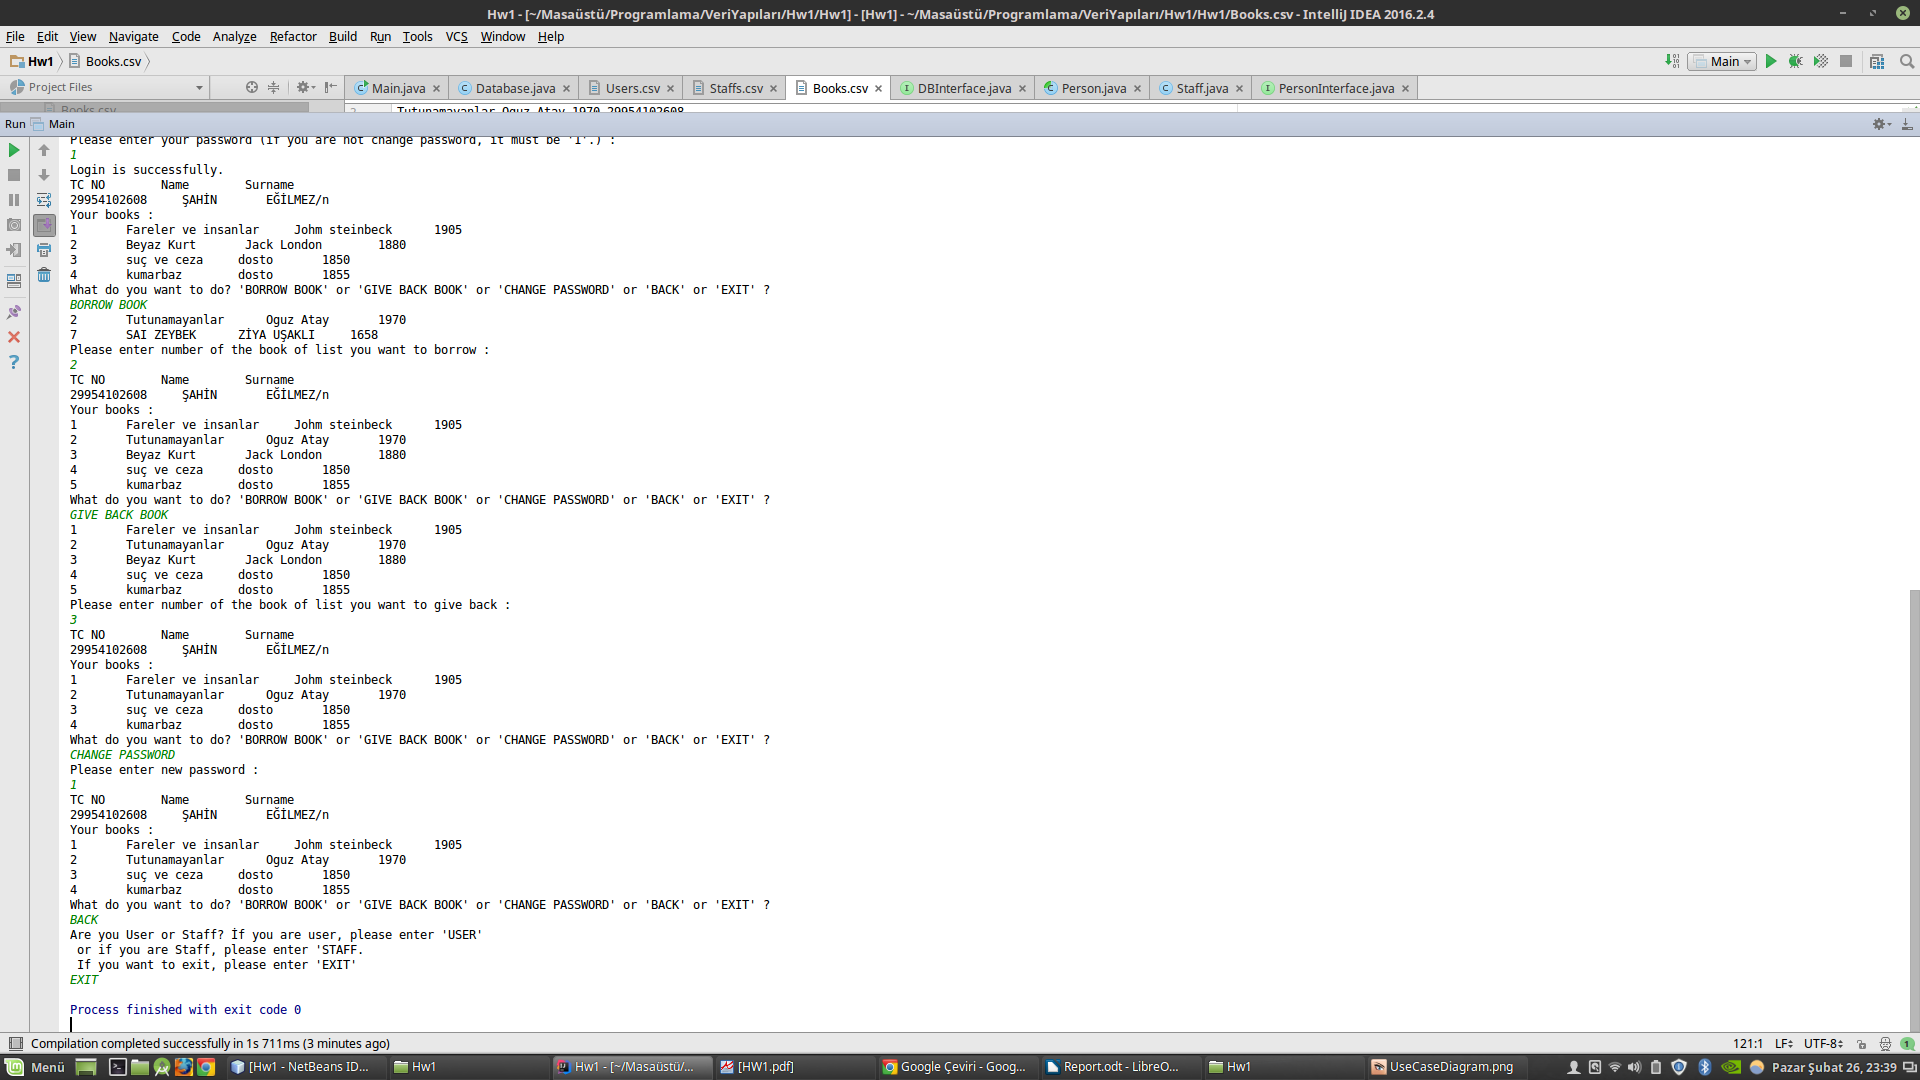 Hw1 - [~/Masaüstü/Programlama/VeriYapıları/Hw1/Hw1] - [Hw1] - ~/Masaüstü/Programlama/VeriYapıları/Hw1/Hw1/Books.csv - IntelliJ IDEA 2016.2.4
File Edit View Navigate Code Analyze Refactor Build Run Tools VCS Window Help
Hw1 Books.csv Main
Project Files Main.java Database.java Users.csv Staffs.csv Books.csv DBInterface.java Person.java Staff.java PersonInterface.java
Books.csv Tutunamayanlar,Oguz Atay,1970,29954102608
Run Main
Please enter your password (if you are not change password, it must be '1'.) :
1
Login is successfully.
TC NO Name Surname
29954102608 ŞAHİN EĞİLMEZ/n
Your books :
1 Fareler ve insanlar Johm steinbeck 1905
2 Beyaz Kurt Jack London 1880
3 suç ve ceza dosto 1850
4 kumarbaz dosto 1855
What do you want to do? 'BORROW BOOK' or 'GIVE BACK BOOK' or 'CHANGE PASSWORD' or 'BACK' or 'EXIT' ?
BORROW BOOK
2 Tutunamayanlar Oguz Atay 1970
7 SAI ZEYBEK ZİYA UŞAKLI 1658
Please enter number of the book of list you want to borrow :
2
TC NO Name Surname
29954102608 ŞAHİN EĞİLMEZ/n
Your books :
1 Fareler ve insanlar Johm steinbeck 1905
2 Tutunamayanlar Oguz Atay 1970
3 Beyaz Kurt Jack London 1880
4 suç ve ceza dosto 1850
5 kumarbaz dosto 1855
What do you want to do? 'BORROW BOOK' or 'GIVE BACK BOOK' or 'CHANGE PASSWORD' or 'BACK' or 'EXIT' ?
GIVE BACK BOOK
1 Fareler ve insanlar Johm steinbeck 1905
2 Tutunamayanlar Oguz Atay 1970
3 Beyaz Kurt Jack London 1880
4 suç ve ceza dosto 1850
5 kumarbaz dosto 1855
Please enter number of the book of list you want to give back :
3
TC NO Name Surname
29954102608 ŞAHİN EĞİLMEZ/n
Your books :
1 Fareler ve insanlar Johm steinbeck 1905
2 Tutunamayanlar Oguz Atay 1970
3 suç ve ceza dosto 1850
4 kumarbaz dosto 1855
What do you want to do? 'BORROW BOOK' or 'GIVE BACK BOOK' or 'CHANGE PASSWORD' or 'BACK' or 'EXIT' ?
CHANGE PASSWORD
Please enter new password :
1
TC NO Name Surname
29954102608 ŞAHİN EĞİLMEZ/n
Your books :
1 Fareler ve insanlar Johm steinbeck 1905
2 Tutunamayanlar Oguz Atay 1970
3 suç ve ceza dosto 1850
4 kumarbaz dosto 1855
What do you want to do? 'BORROW BOOK' or 'GIVE BACK BOOK' or 'CHANGE PASSWORD' or 'BACK' or 'EXIT' ?
BACK
Are you User or Staff? İf you are user, please enter 'USER'
or if you are Staff, please enter 'STAFF.
If you want to exit, please enter 'EXIT'
EXIT
Process finished with exit code 0
Compilation completed successfully in 1s 711ms (3 minutes ago) 121:1 LF UTF-8 1
Menü [Hw1 - NetBeans ID... Hw1 Hw1 - [~/Masaüstü/... [HW1.pdf] Google Çeviri - Goog... Report.odt - LibreO... Hw1 UseCaseDiagram.png Pazar Şubat 26, 23:39